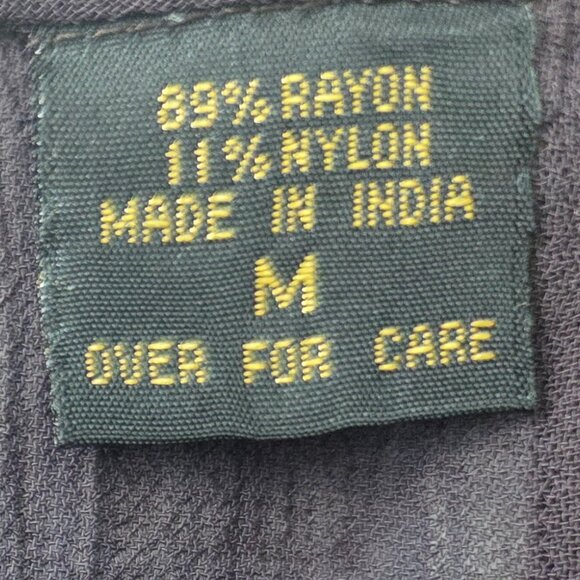 89% RAYON
11% NYLON
MADE IN INDIA
M
OVER FOR CARE